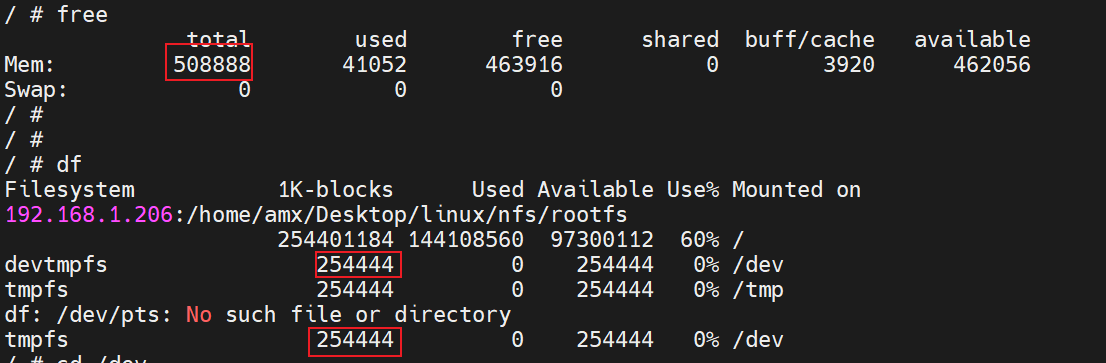 / # free
total used free shared buff/cache available
Mem: 508888 41052 463916 0 3920 462056
Swap: 0 0 0
/ #
/ #
/ # df
Filesystem 1K-blocks Used Available Use% Mounted on
192.168.1.206:/home/amx/Desktop/linux/nfs/rootfs
254401184 144108560 97300112 60% /
devtmpfs 254444 0 254444 0% /dev
tmpfs 254444 0 254444 0% /tmp
df: /dev/pts: No such file or directory
tmpfs 254444 0 254444 0% /dev
/ # cd /dev